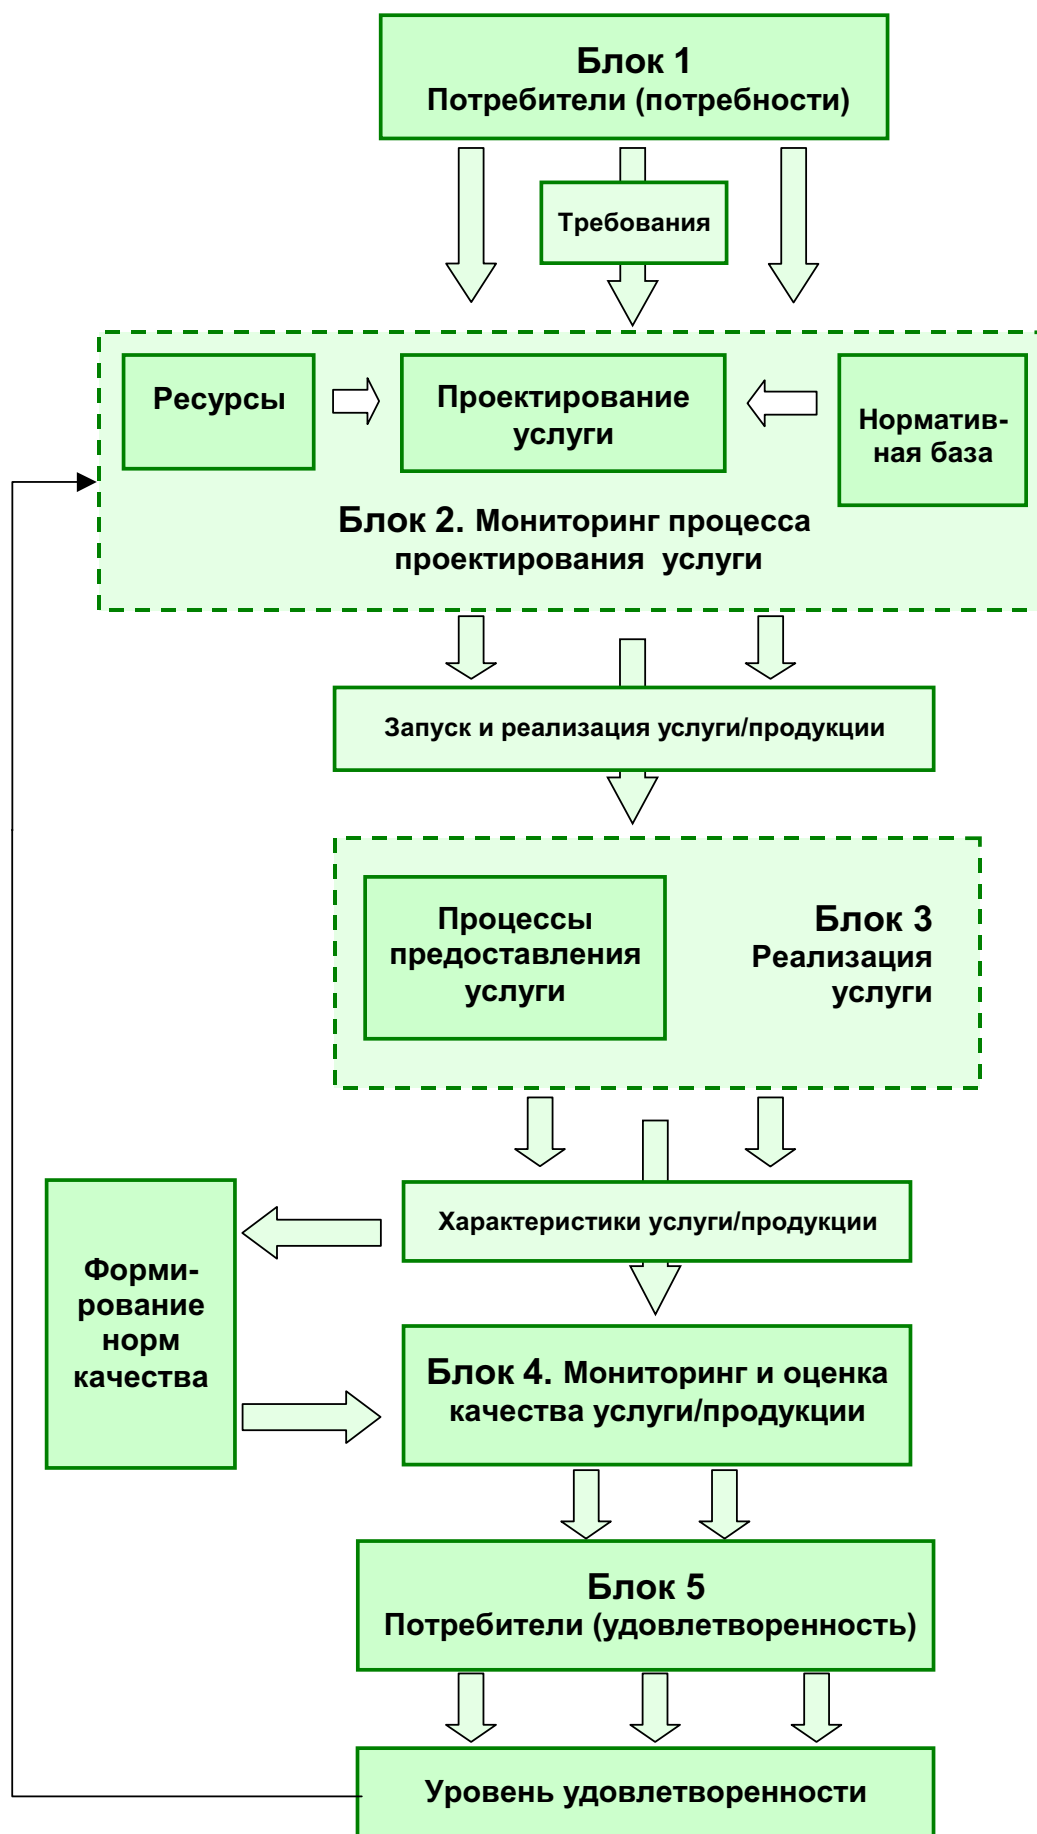 Блок 1
Потребители (потребности)
Требования
Ресурсы
Проектирование
услуги
Норматив-
ная база
Блок 2. Мониторинг процесса
проектирования услуги
Запуск и реализация услуги/продукции
Процессы
предоставления
услуги
Блок 3
Реализация
услуги
Характеристики услуги/продукции
Форми-
рование
норм
качества
Блок 4. Мониторинг и оценка
качества услуги/продукции
Блок 5
Потребители (удовлетворенность)
Уровень удовлетворенности